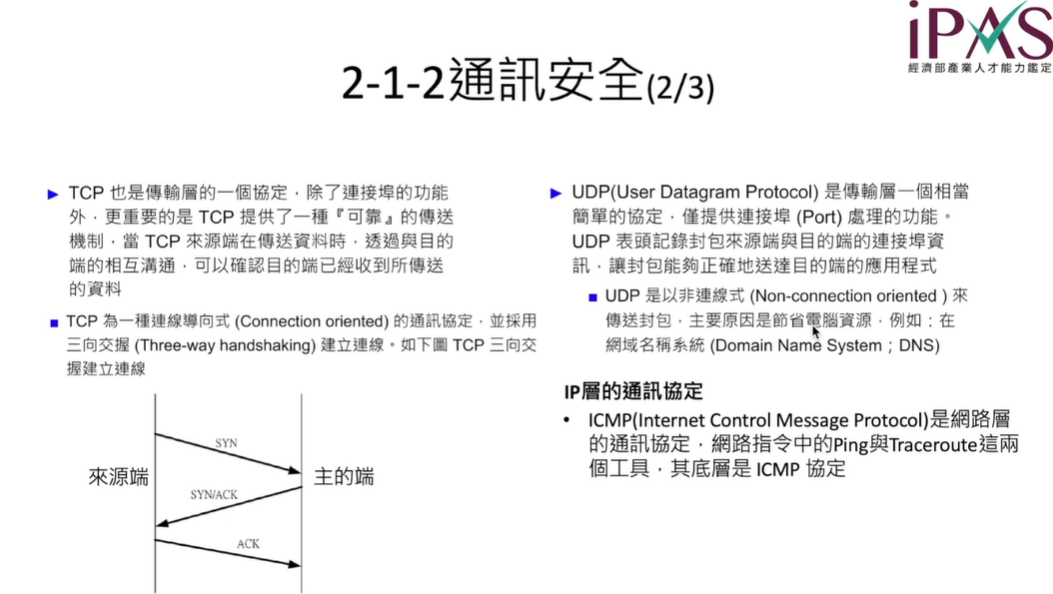 iPAS
經濟部產業人才能力鑑定
2-1-2通訊安全(2/3)
TCP 也是傳輸層的一個協定，除了連接埠的功能
外，更重要的是 TCP 提供了一種『可靠』的傳送
機制，當 TCP 來源端在傳送資料時，透過與目的
端的相互溝通，可以確認目的端已經收到所傳送
的資料
TCP 為一種連線導向式 (Connection oriented) 的通訊協定，並採用
三向交握 (Three-way handshaking) 建立連線。如下圖 TCP 三向交
握建立連線
SYN
來源端
主的端
SYN/ACK
ACK
UDP(User Datagram Protocol) 是傳輸層一個相當
簡單的協定，僅提供連接埠 (Port) 處理的功能。
UDP 表頭記錄封包來源端與目的端的連接埠資
訊，讓封包能夠正確地送達目的端的應用程式
UDP 是以非連線式 (Non-connection oriented ) 來
傳送封包，主要原因是節省電腦資源，例如：在
網域名稱系統 (Domain Name System；DNS)
IP層的通訊協定
• ICMP(Internet Control Message Protocol)是網路層
的通訊協定，網路指令中的Ping與Traceroute這兩
個工具，其底層是 ICMP 協定